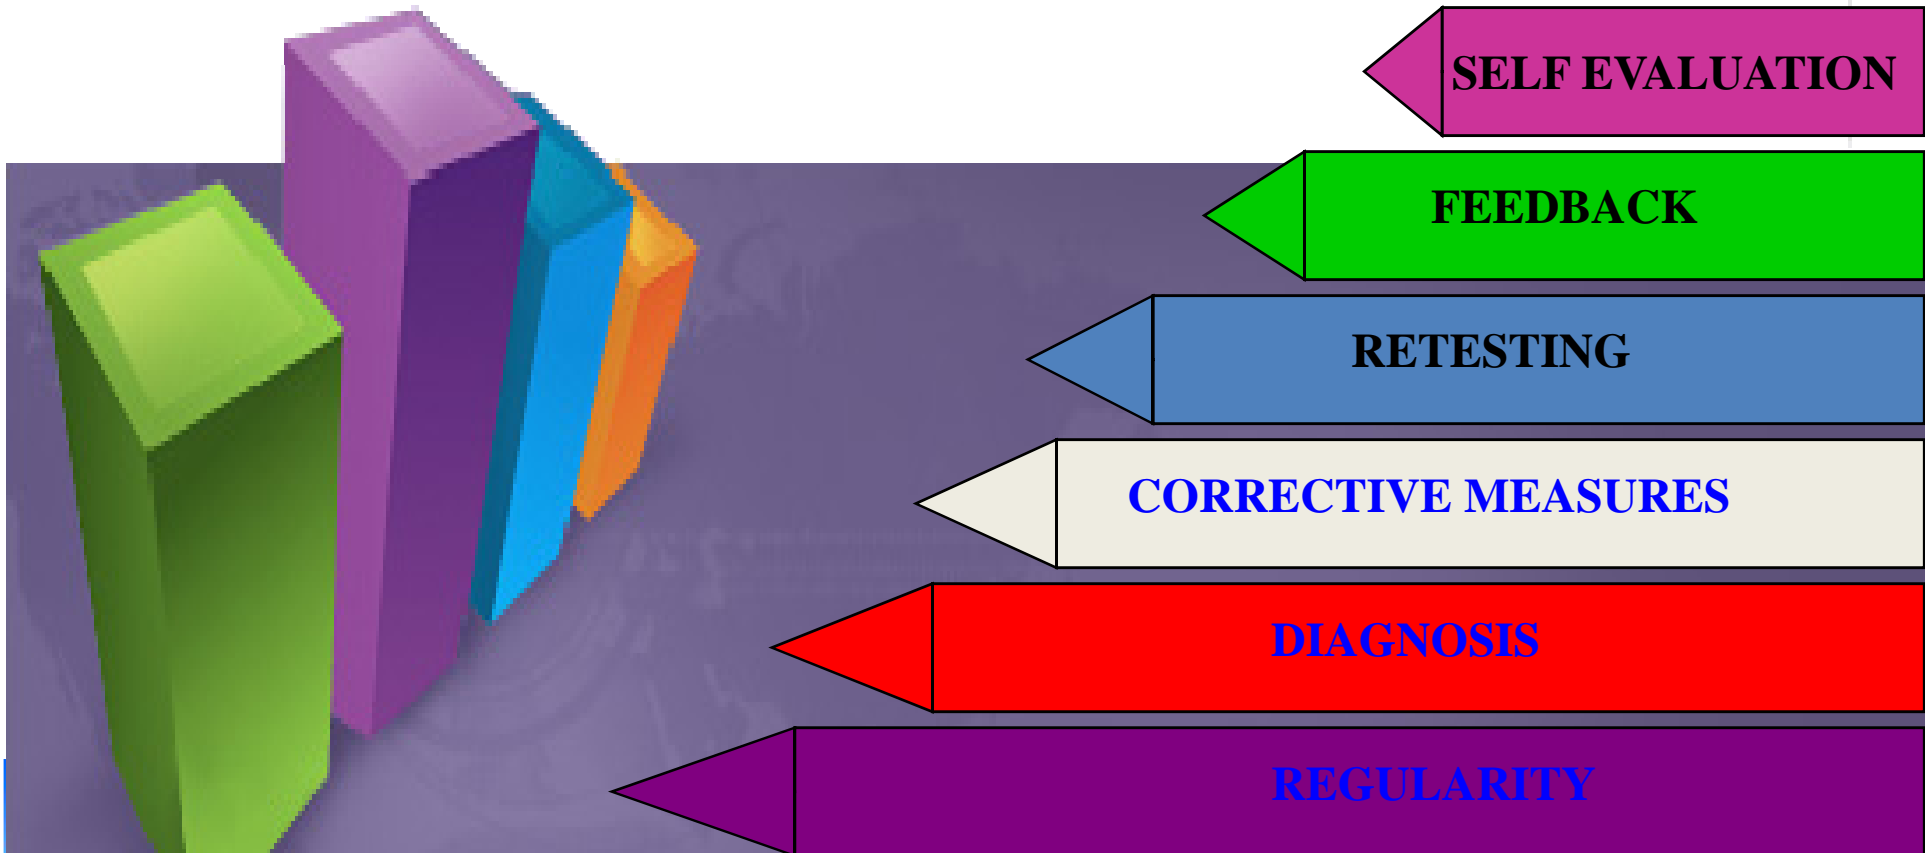 SELF EVALUATION
FEEDBACK
RETESTING
CORRECTIVE MEASURES
DIAGNOSIS
REGULARITY